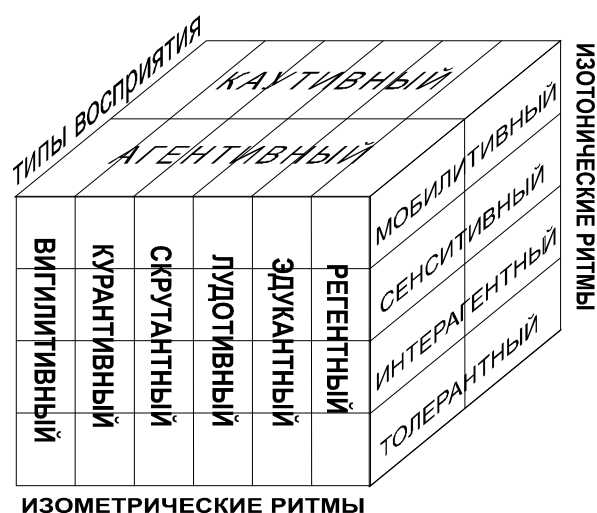 ТИПЫ ВОСПРИЯТИЯ
КАУТИВНЫЙ
АГЕНТИВНЫЙ
ИЗОТОНИЧЕСКИЕ РИТМЫ
МОБИЛИТИВНЫЙ
СЕНСИТИВНЫЙ
ИНТЕРАГЕНТНЫЙ
ТОЛЕРАНТНЫЙ
ВИГИЛИТИВНЫЙ
КУРАНТИВНЫЙ
СКРУТАНТНЫЙ
ЛУДОТИВНЫЙ
ЭДУКАНТНЫЙ
РЕГЕНТНЫЙ
ИЗОМЕТРИЧЕСКИЕ РИТМЫ